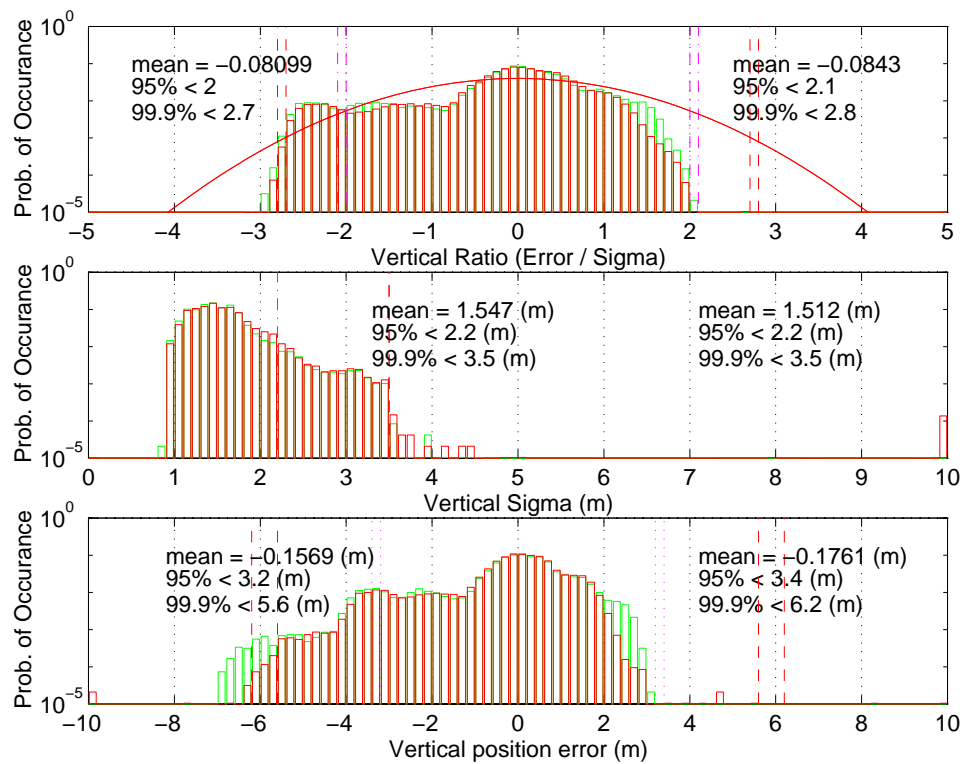 10^0
mean = −0.08099
95% < 2
99.9% < 2.7
mean = −0.0843
95% < 2.1
99.9% < 2.8
Prob. of Occurance
10^−5
−5 −4 −3 −2 −1 0 1 2 3 4 5
Vertical Ratio (Error / Sigma)
10^0
mean = 1.547 (m)
95% < 2.2 (m)
99.9% < 3.5 (m)
mean = 1.512 (m)
95% < 2.2 (m)
99.9% < 3.5 (m)
Prob. of Occurance
10^−5
0 1 2 3 4 5 6 7 8 9 10
Vertical Sigma (m)
10^0
mean = −0.1569 (m)
95% < 3.2 (m)
99.9% < 5.6 (m)
mean = −0.1761 (m)
95% < 3.4 (m)
99.9% < 6.2 (m)
Prob. of Occurance
10^−5
−10 −8 −6 −4 −2 0 2 4 6 8 10
Vertical position error (m)